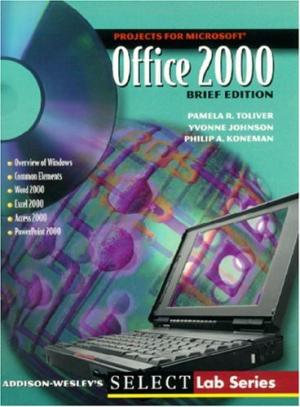 PROJECTS FOR MICROSOFT®
Office 2000
BRIEF EDITION
PAMELA R. TOLIVER
YVONNE JOHNSON
PHILIP A. KONEMAN
Overview of Windows
Common Elements
Word 2000
Excel 2000
Access 2000
PowerPoint 2000
ADDISON-WESLEY'S SELECT Lab Series